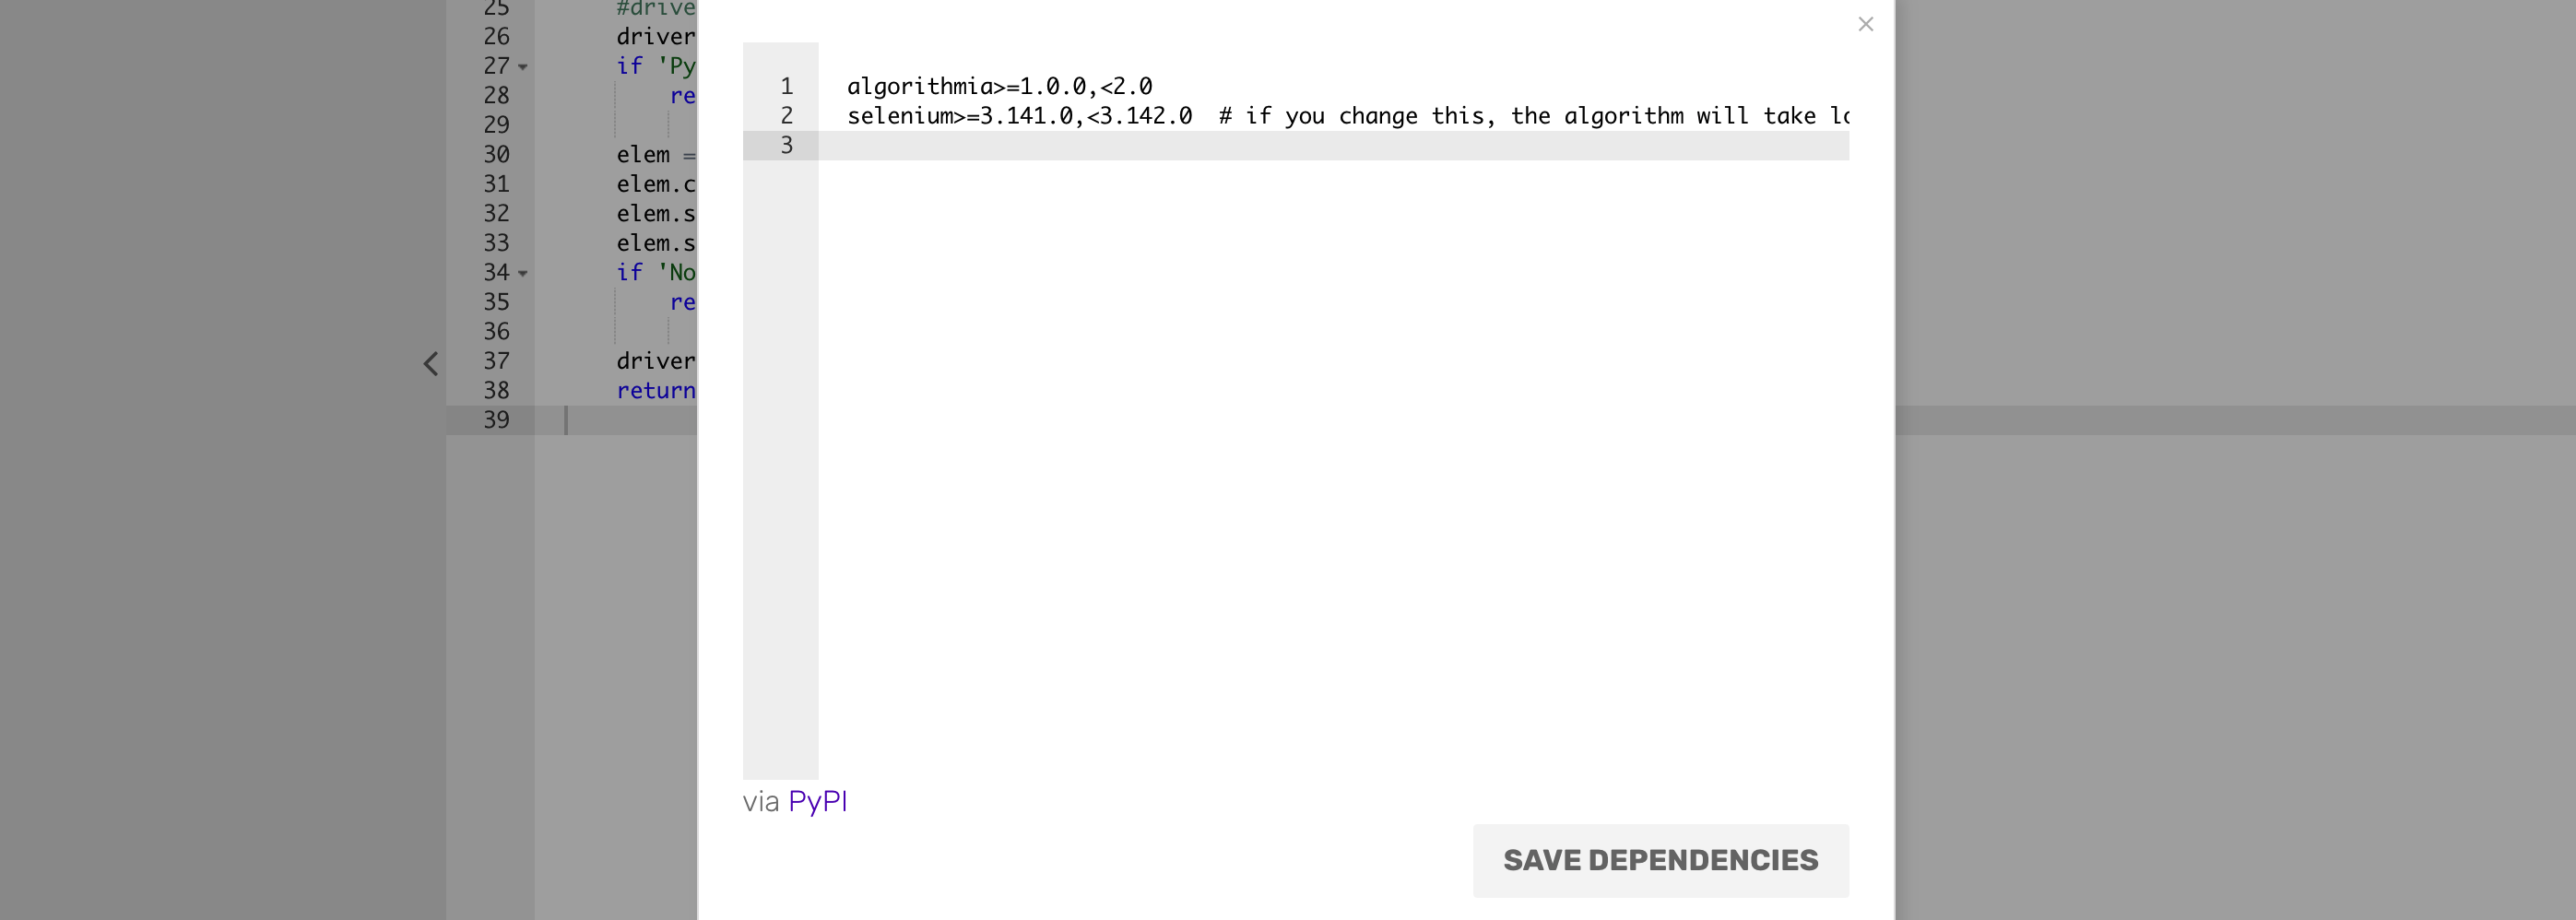 25 #drive
26 driver
27 if 'Py
28 re
29
30 elem =
31 elem.c
32 elem.s
33 elem.s
34 if 'No
35 re
36
37 driver
38 return
39
×
1 algorithmia>=1.0.0,<2.0
2 selenium>=3.141.0,<3.142.0 # if you change this, the algorithm will take lo
3
via PyPI
SAVE DEPENDENCIES